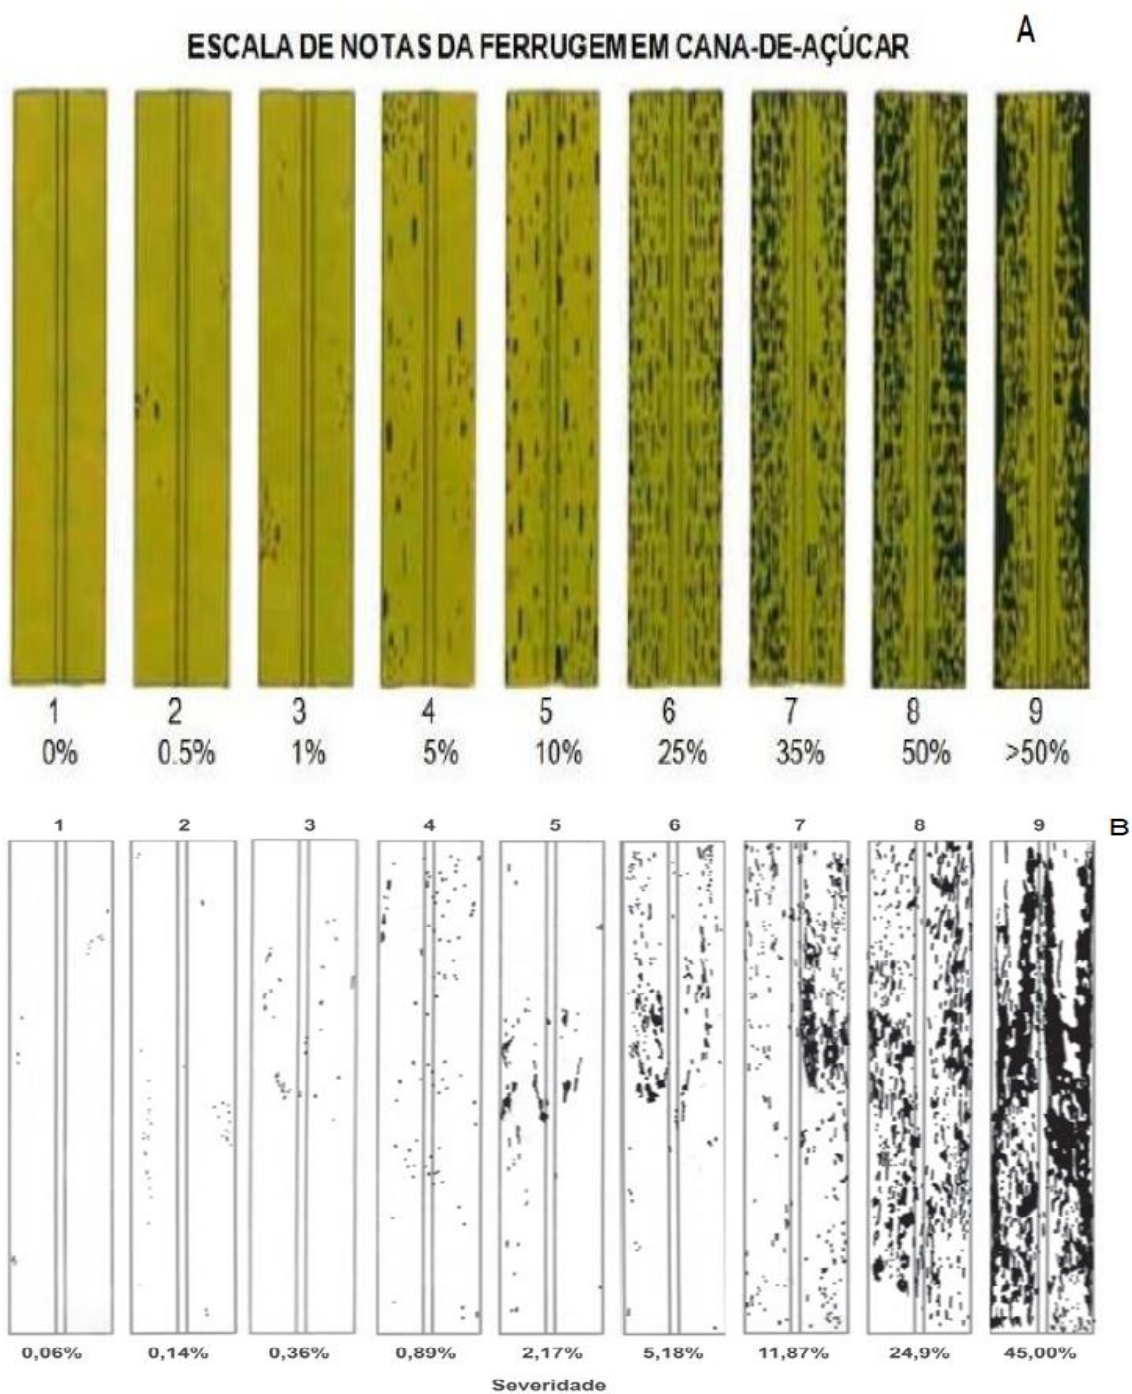 A
ESCALA DE NOTAS DA FERRUGEM EM CANA-DE-AÇÚCAR
1 2 3 4 5 6 7 8 9
0% 0.5% 1% 5% 10% 25% 35% 50% >50%
1 2 3 4 5 6 7 8 9 B
0,06% 0,14% 0,36% 0,89% 2,17% 5,18% 11,87% 24,9% 45,00%
Severidade